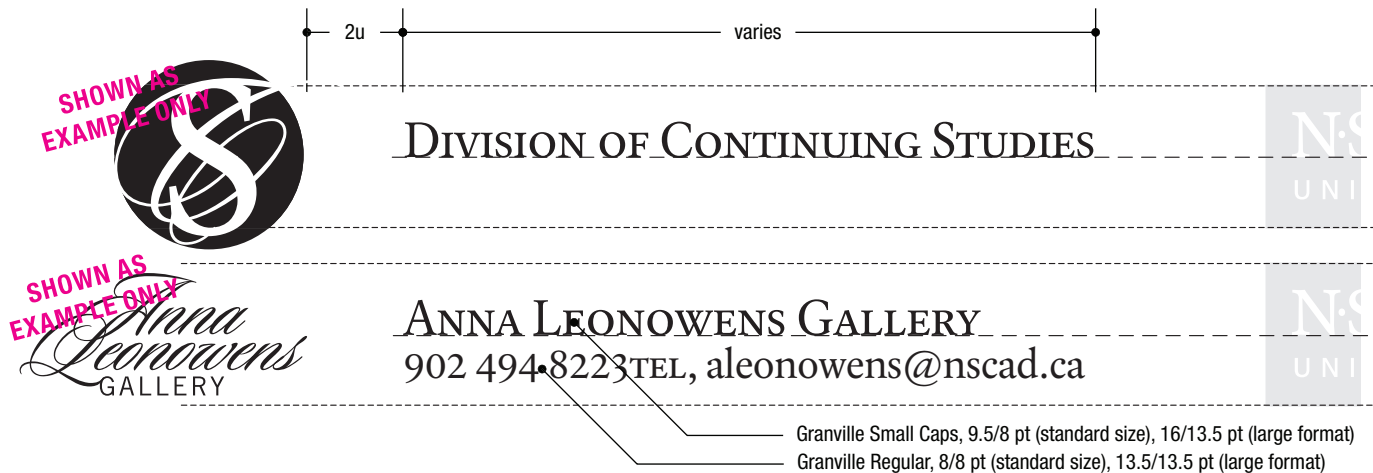 2u
varies
SHOWN AS
EXAMPLE ONLY
S
DIVISION OF CONTINUING STUDIES
N·S
UNI
SHOWN AS
EXAMPLE ONLY
Anna
Leonowens
GALLERY
ANNA LEONOWENS GALLERY
902 494-8223TEL, aleonowens@nscad.ca
N·S
UNI
Granville Small Caps, 9.5/8 pt (standard size), 16/13.5 pt (large format)
Granville Regular, 8/8 pt (standard size), 13.5/13.5 pt (large format)